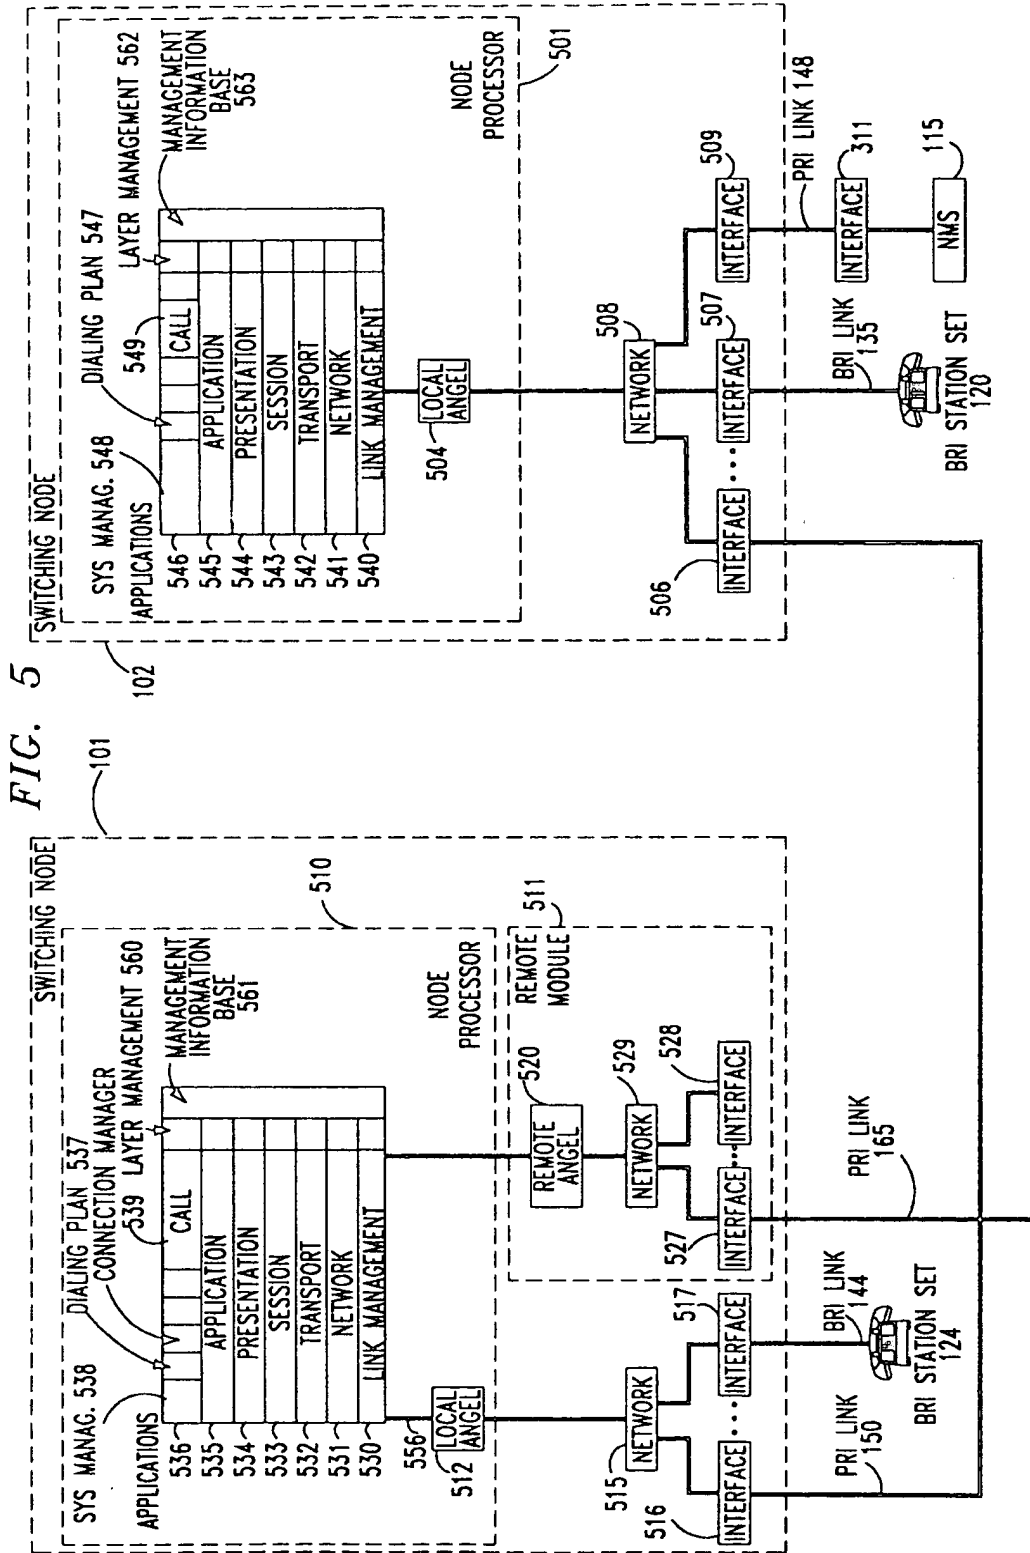 FIG. 5
SWITCHING NODE
101
SYS MANAG. 538
DIALING PLAN 537
CONNECTION MANAGER
539
LAYER MANAGEMENT 560
MANAGEMENT
INFORMATION
BASE
561
APPLICATIONS
536
CALL
535
APPLICATION
534
PRESENTATION
533
SESSION
532
TRANSPORT
531
NETWORK
530
LINK MANAGEMENT
NODE
PROCESSOR
510
556
LOCAL
ANGEL
512
REMOTE
MODULE
511
REMOTE
ANGEL
520
NETWORK
515
NETWORK
529
INTERFACE
516
INTERFACE
517
INTERFACE
527
INTERFACE
528
PRI LINK
150
BRI LINK
144
BRI STATION SET
124
PRI LINK
165
SWITCHING NODE
102
SYS MANAG. 548
DIALING PLAN 547
549
LAYER MANAGEMENT 562
MANAGEMENT
INFORMATION
BASE
563
APPLICATIONS
546
CALL
545
APPLICATION
544
PRESENTATION
543
SESSION
542
TRANSPORT
541
NETWORK
540
LINK MANAGEMENT
NODE
PROCESSOR
501
LOCAL
ANGEL
504
NETWORK
508
INTERFACE
506
INTERFACE
507
INTERFACE
509
PRI LINK 148
INTERFACE
311
NMS
115
BRI LINK
135
BRI STATION SET
120